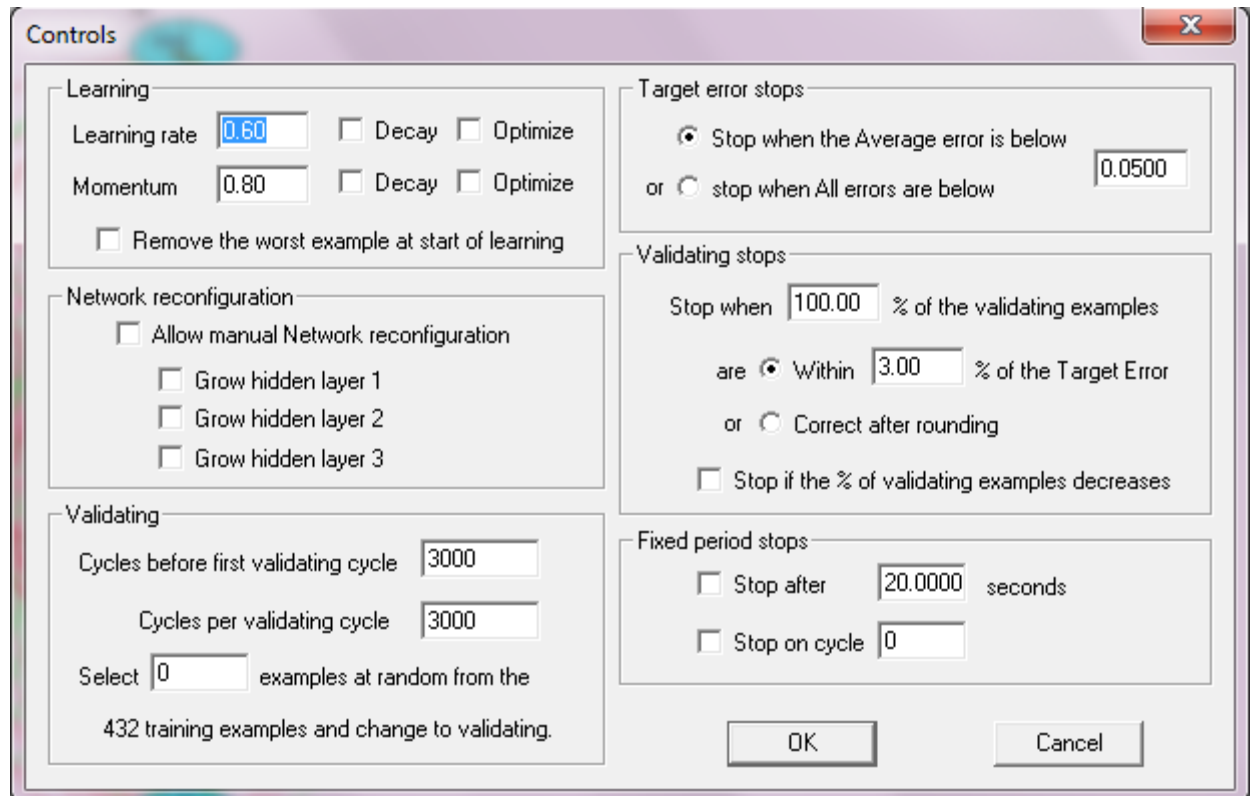 Controls
X
Learning
Learning rate 0.60 Decay Optimize
Momentum 0.80 Decay Optimize
Remove the worst example at start of learning
Network reconfiguration
Allow manual Network reconfiguration
Grow hidden layer 1
Grow hidden layer 2
Grow hidden layer 3
Validating
Cycles before first validating cycle 3000
Cycles per validating cycle 3000
Select 0 examples at random from the
432 training examples and change to validating.
Target error stops
Stop when the Average error is below
0.0500
or stop when All errors are below
Validating stops
Stop when 100.00 % of the validating examples
are Within 3.00 % of the Target Error
or Correct after rounding
Stop if the % of validating examples decreases
Fixed period stops
Stop after 20.0000 seconds
Stop on cycle 0
OK Cancel